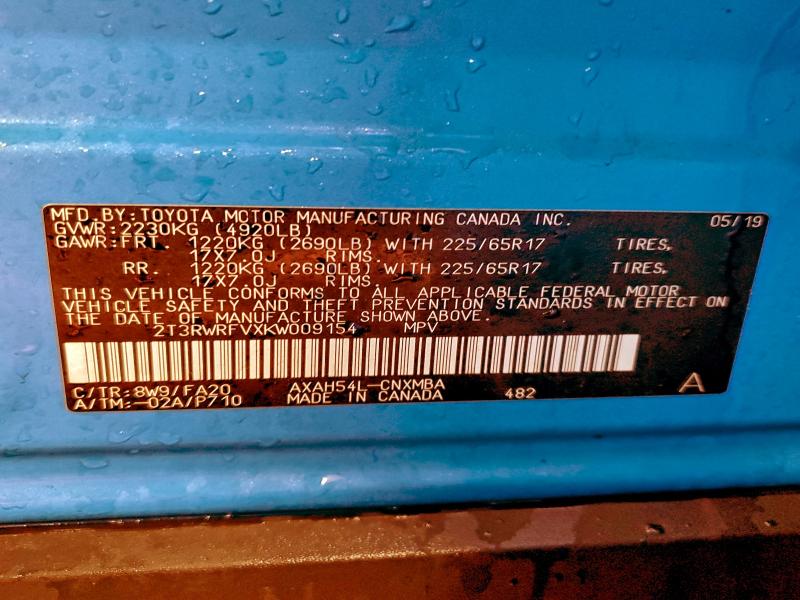 MFD.BY:TOYOTA MOTOR MANUFACTURING CANADA INC. 05/19
GVWR:2230KG (4920LB)
GAWR:FRT. 1220KG (2690LB) WITH 225/65R17 TIRES,
17X7.0J RIMS.
RR. 1220KG (2690LB) WITH 225/65R17 TIRES,
17X7.0J RIMS.
THIS VEHICLE CONFORMS TO ALL APPLICABLE FEDERAL MOTOR
VEHICLE SAFETY AND THEFT PREVENTION STANDARDS IN EFFECT ON
THE DATE OF MANUFACTURE SHOWN ABOVE.
2T3RWRFVXKW009154 MPV
C/TR:8W9/FA20 AXAH54L-CNXMBA A
A/TM:-02A/P710 MADE IN CANADA 482